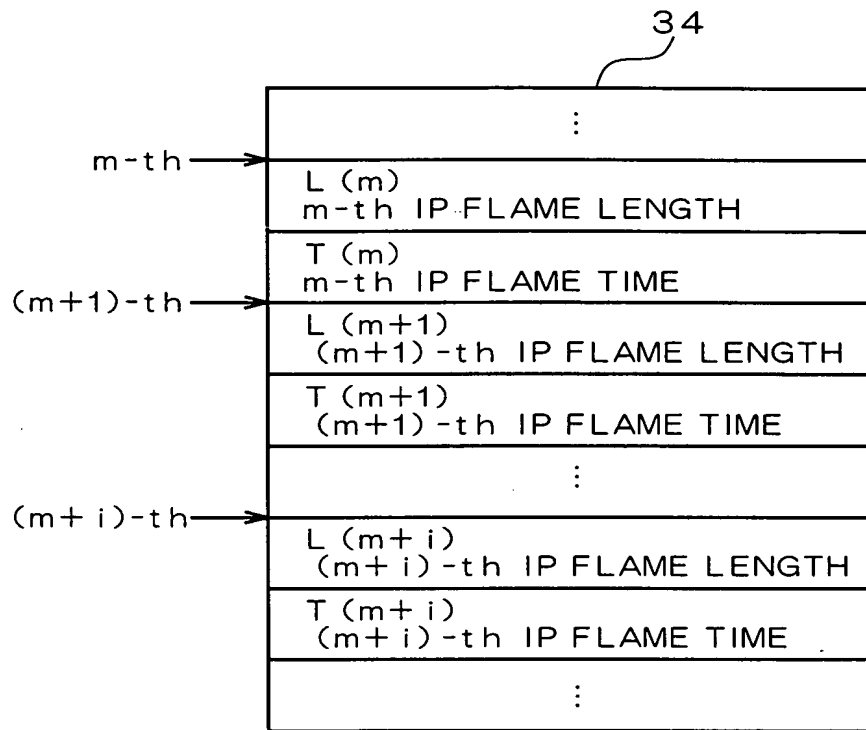 34
⋮
m-th
L (m)
m-th IP FLAME LENGTH
T (m)
m-th IP FLAME TIME
(m+1)-th
L (m+1)
(m+1)-th IP FLAME LENGTH
T (m+1)
(m+1)-th IP FLAME TIME
⋮
(m+i)-th
L (m+i)
(m+i)-th IP FLAME LENGTH
T (m+i)
(m+i)-th IP FLAME TIME
⋮